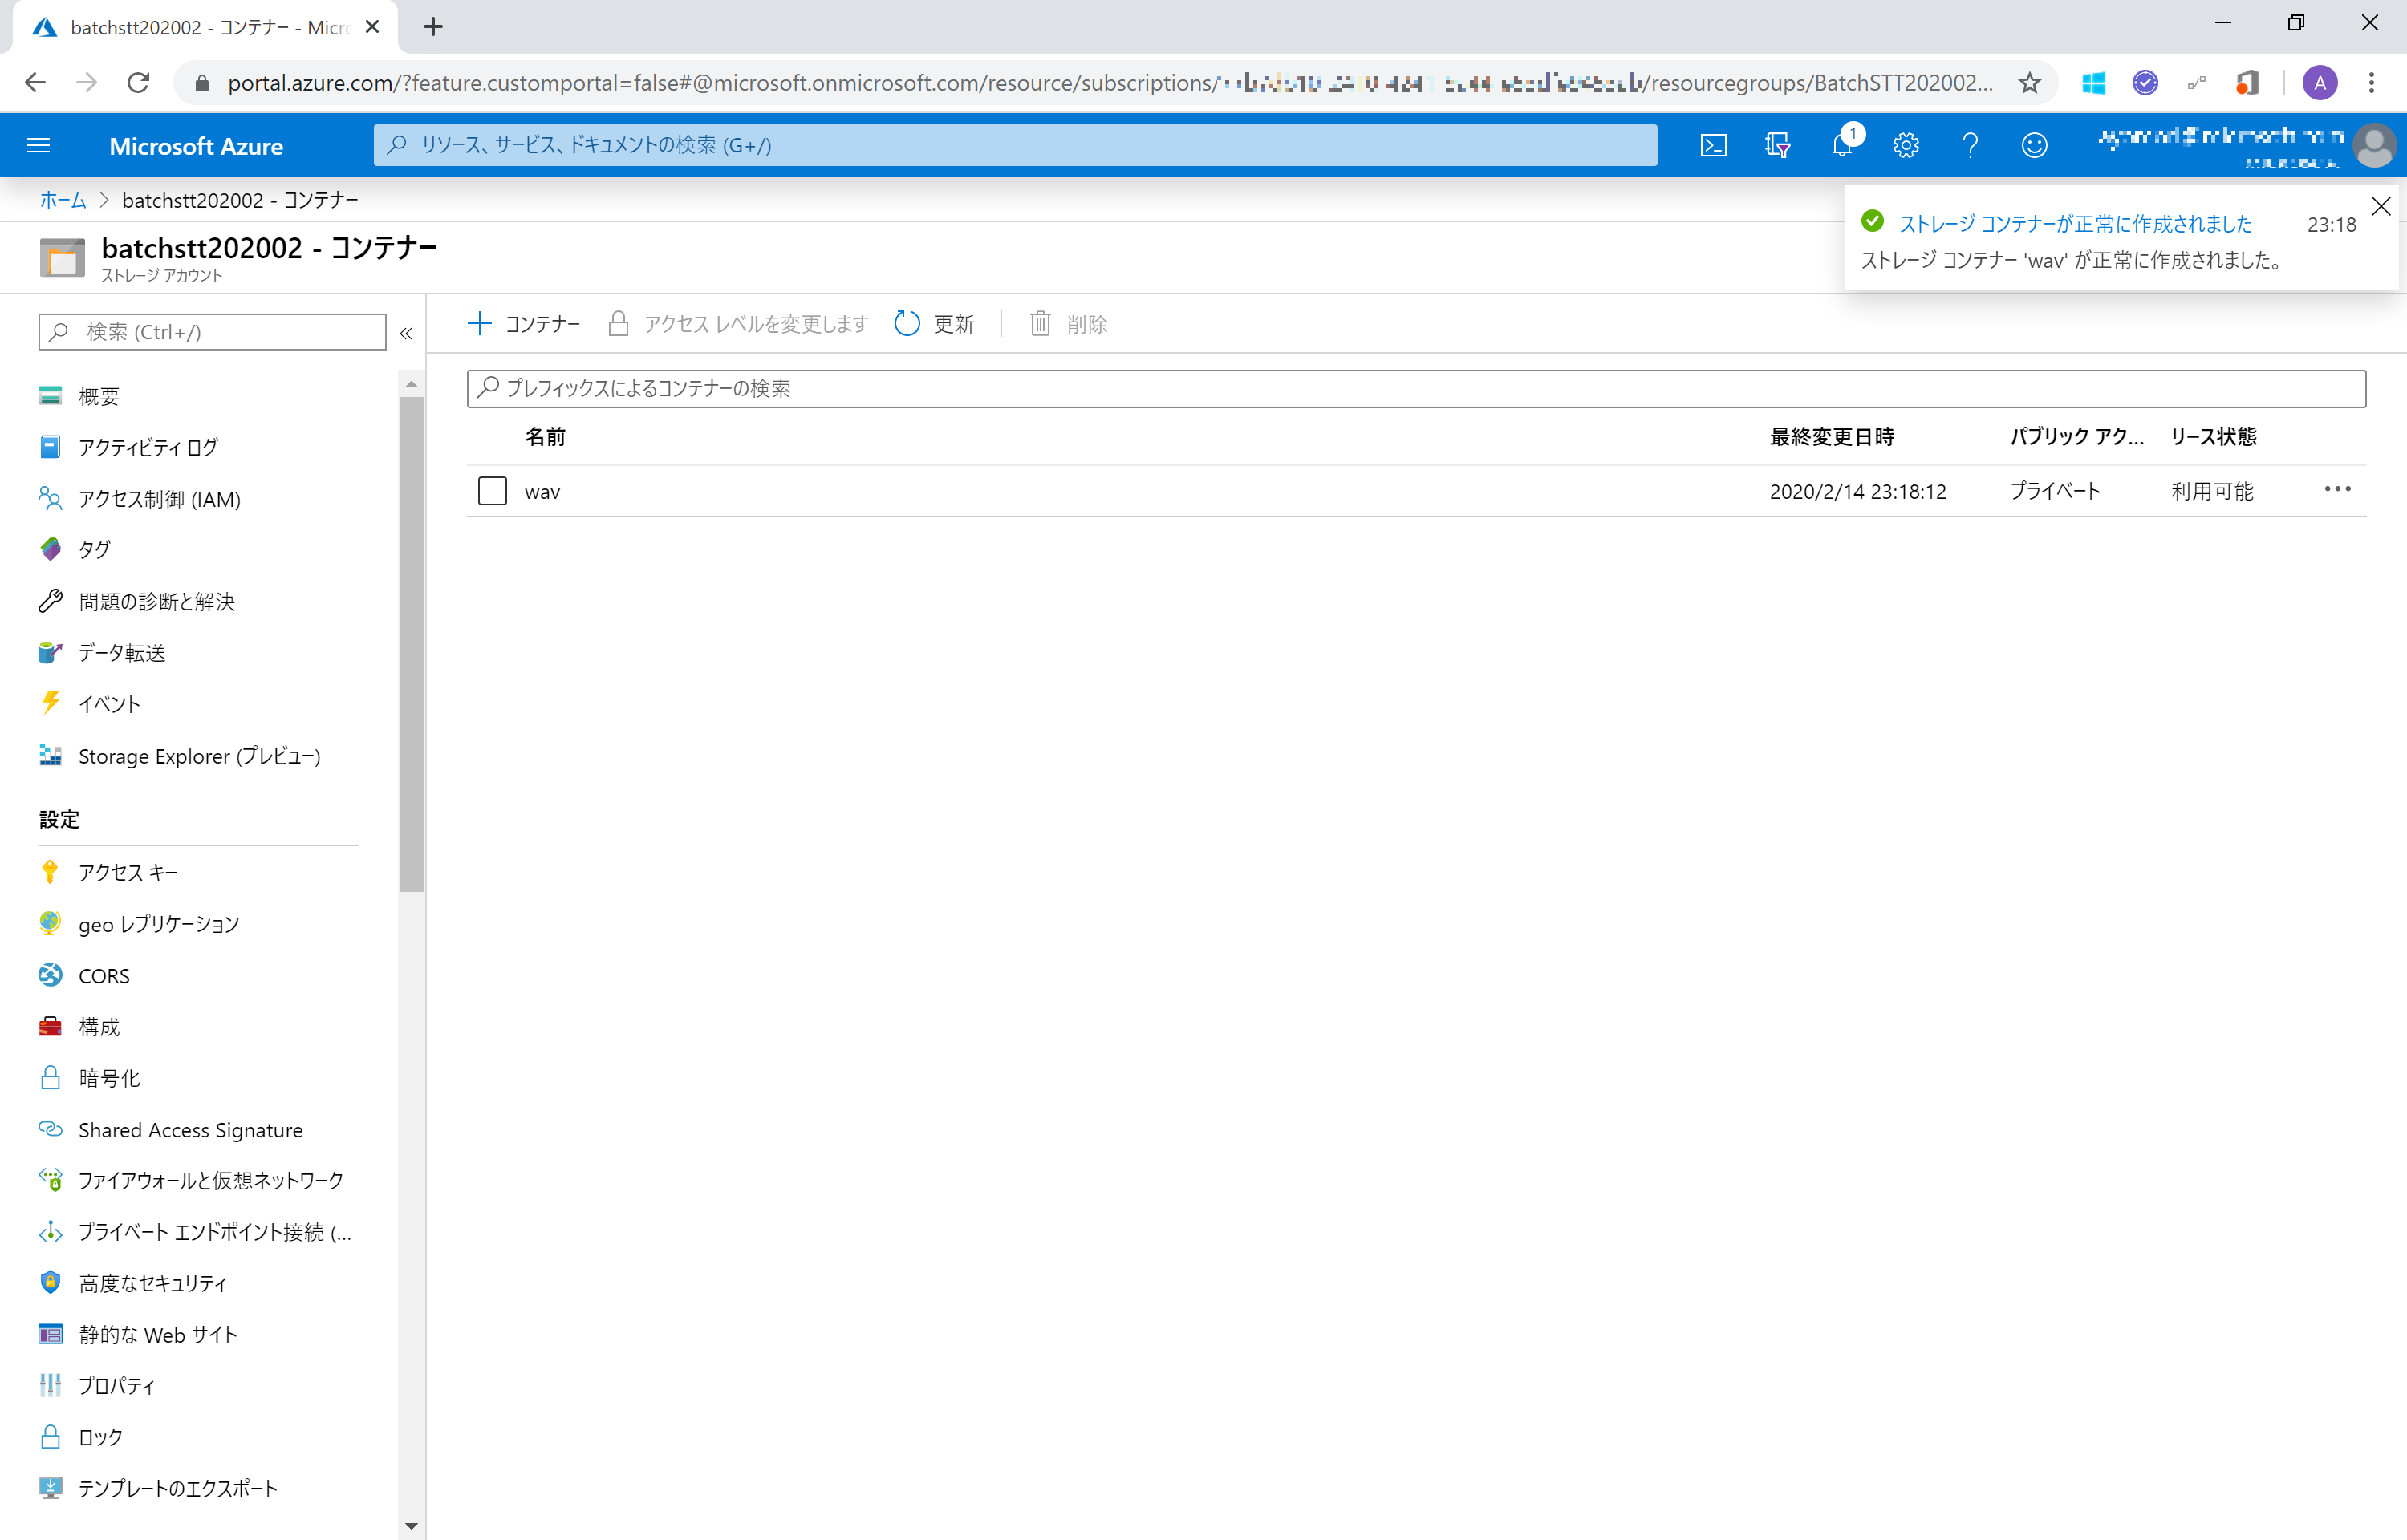 batchstt202002 - コンテナー - Micr
portal.azure.com/?feature.customportal=false#@microsoft.onmicrosoft.com/resource/subscriptions/
/resourcegroups/BatchSTT202002...
A
Microsoft Azure
リソース、サービス、ドキュメントの検索 (G+/)
1
ホーム > batchstt202002 - コンテナー
batchstt202002 - コンテナー
ストレージ アカウント
ストレージ コンテナーが正常に作成されました 23:18
ストレージ コンテナー 'wav' が正常に作成されました。
検索 (Ctrl+/)
概要
アクティビティ ログ
アクセス制御 (IAM)
タグ
問題の診断と解決
データ転送
イベント
Storage Explorer (プレビュー)
設定
アクセス キー
geo レプリケーション
CORS
構成
暗号化
Shared Access Signature
ファイアウォールと仮想ネットワーク
プライベート エンドポイント接続 (...
高度なセキュリティ
静的な Web サイト
プロパティ
ロック
テンプレートのエクスポート
コンテナー アクセス レベルを変更します 更新 削除
プレフィックスによるコンテナーの検索
名前 最終変更日時 パブリック アク... リース状態
wav 2020/2/14 23:18:12 プライベート 利用可能